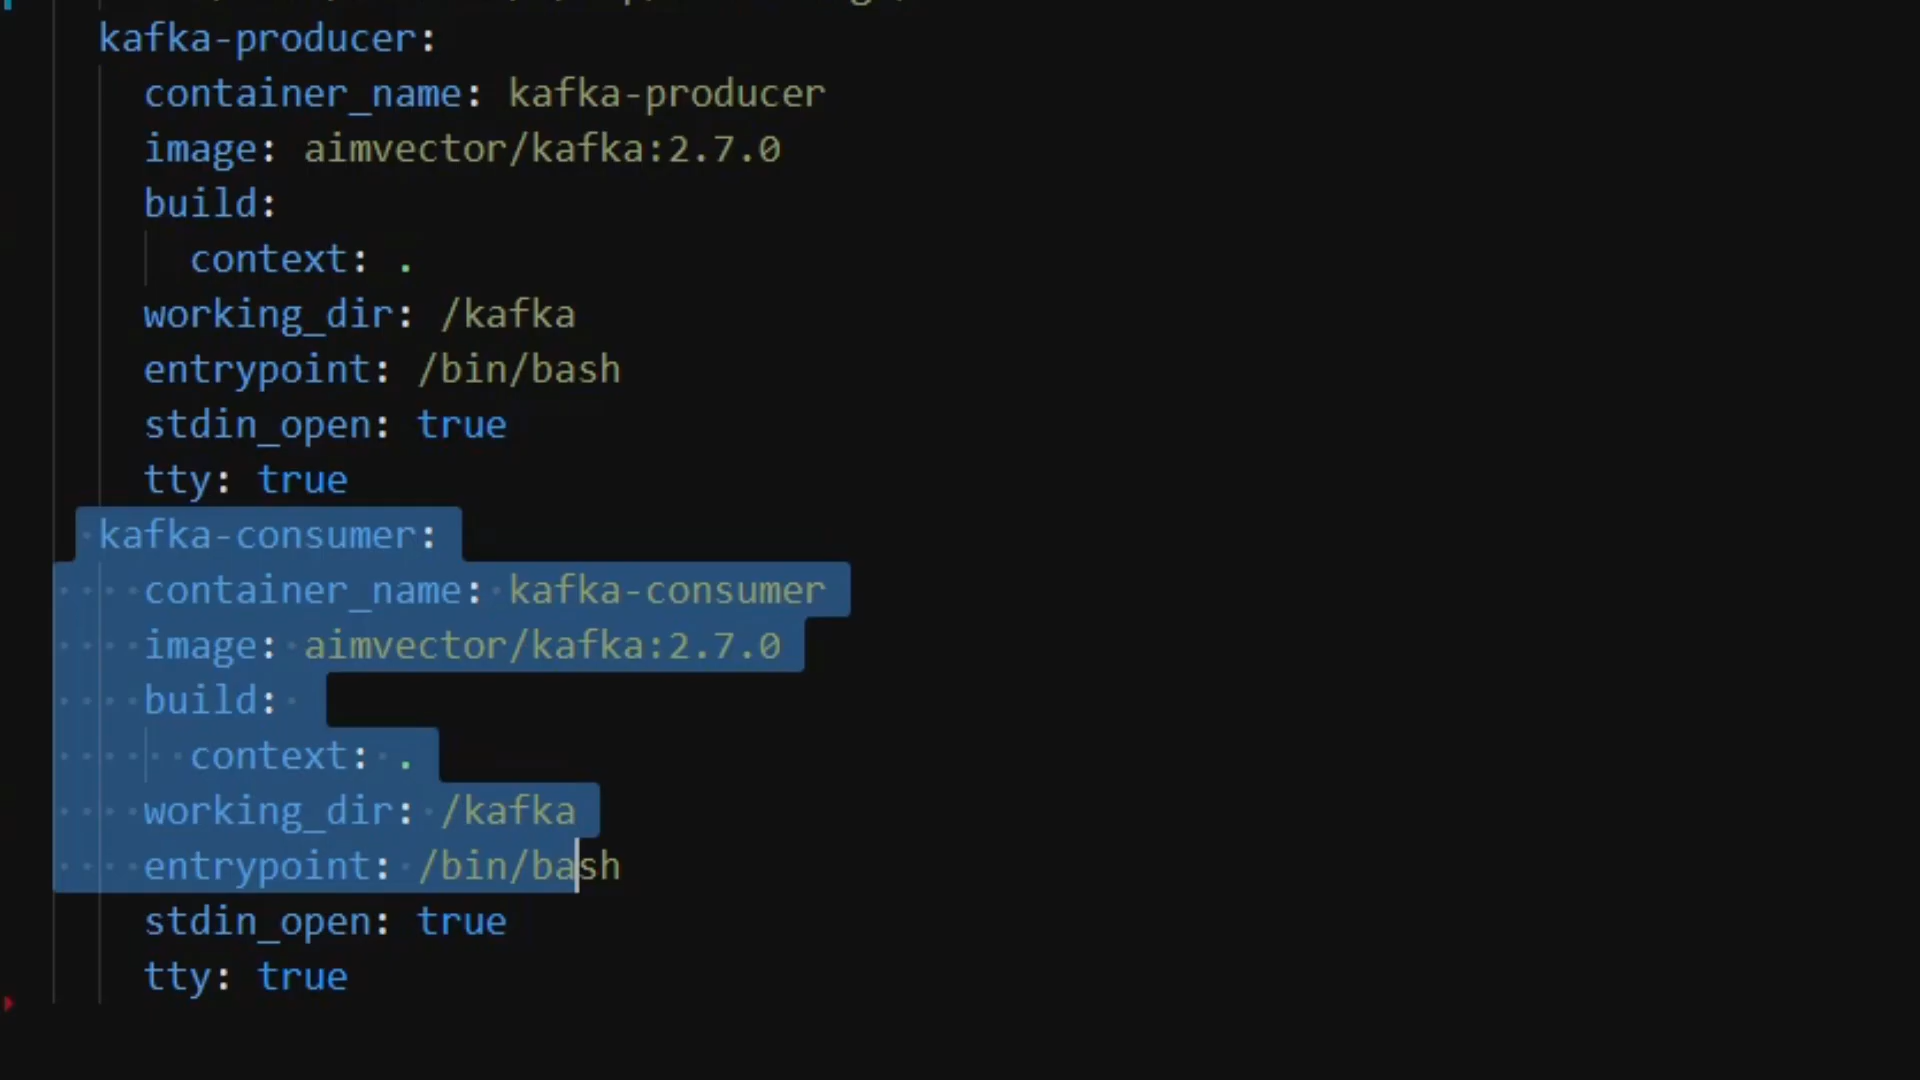 kafka-producer:
container_name: kafka-producer
image: aimvector/kafka:2.7.0
build:
context: .
working_dir: /kafka
entrypoint: /bin/bash
stdin_open: true
tty: true
kafka-consumer:
container_name: kafka-consumer
image: aimvector/kafka:2.7.0
build:
context: .
working_dir: /kafka
entrypoint: /bin/bash
stdin_open: true
tty: true